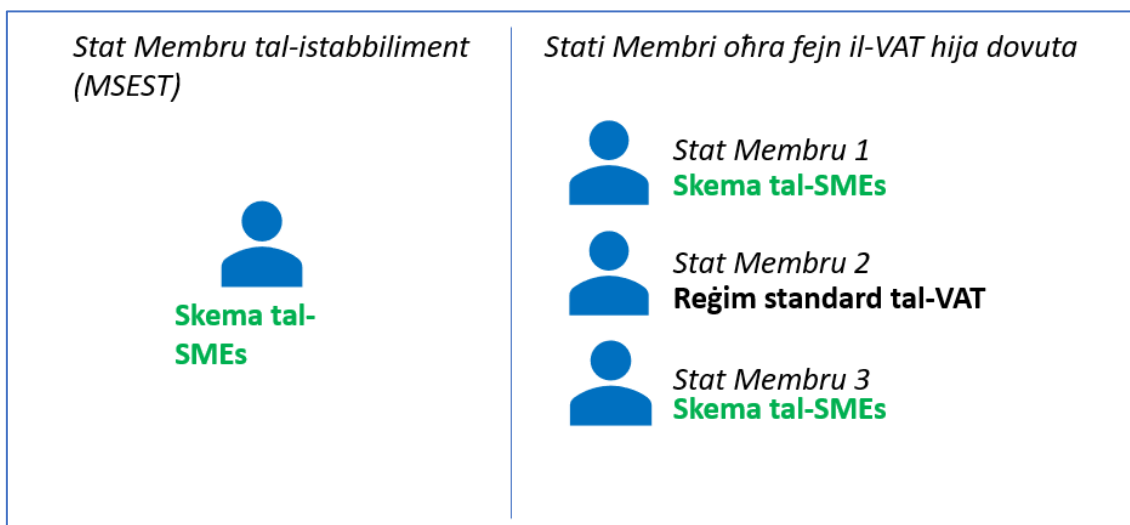 Stat Membru tal-istabbiliment
(MSEST)
Skema tal-
SMEs
Stati Membri oħra fejn il-VAT hija dovuta
Stat Membru 1
Skema tal-SMEs
Stat Membru 2
Reġim standard tal-VAT
Stat Membru 3
Skema tal-SMEs